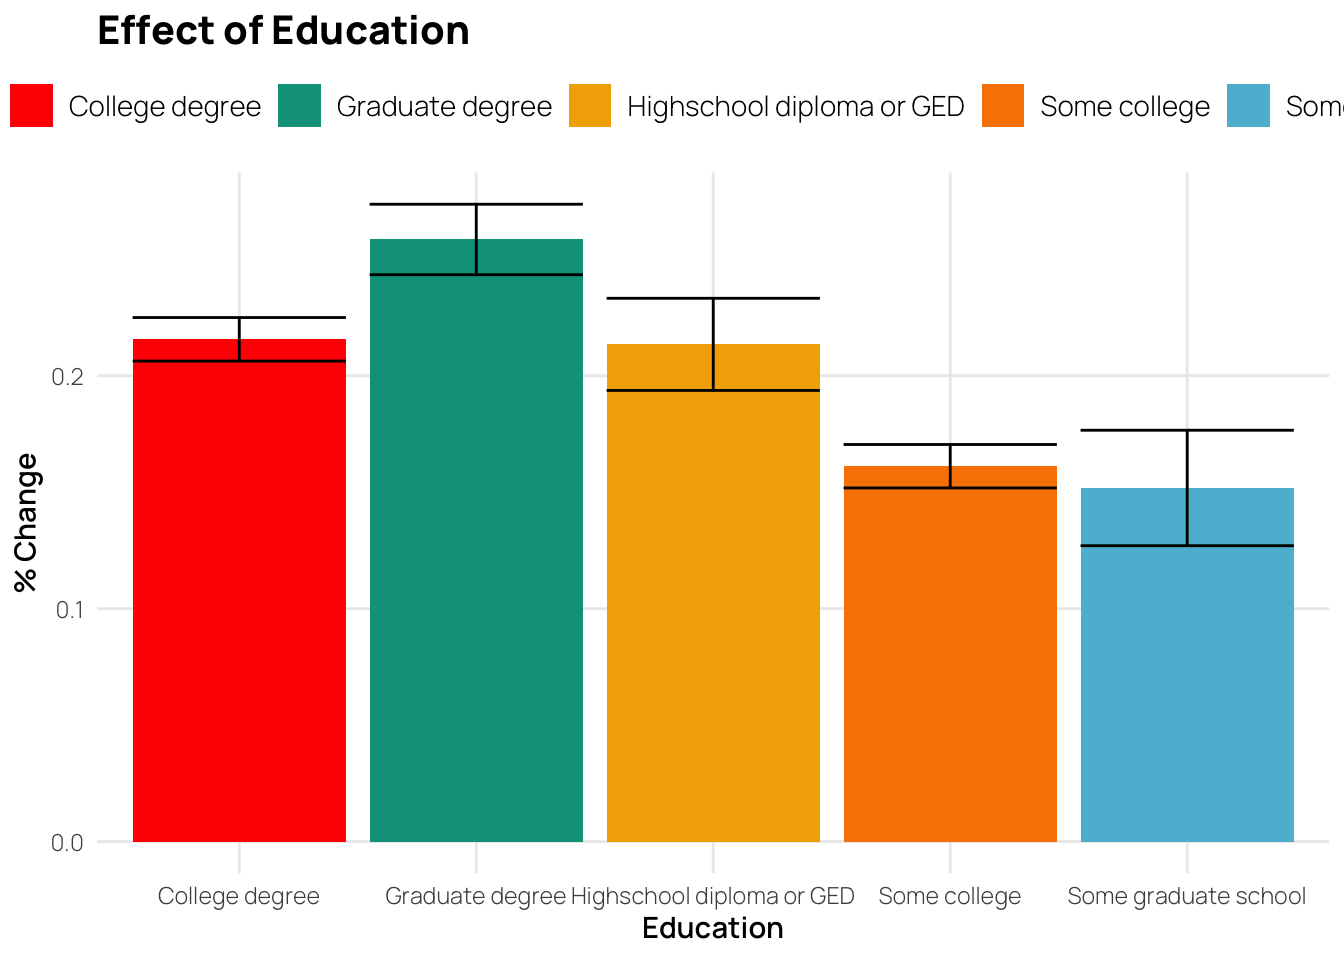 Effect of Education
College degree Graduate degree Highschool diploma or GED Some college Som
0.2
% Change
0.1
0.0
College degree Graduate degree Highschool diploma or GED Some college Some graduate school
Education